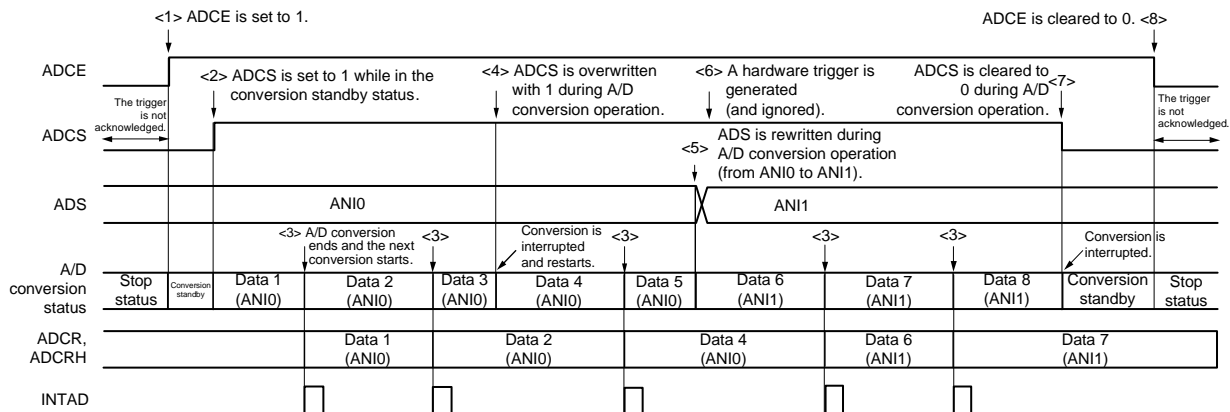 <1> ADCE is set to 1.
ADCE is cleared to 0. <8>
ADCE
<2> ADCS is set to 1 while in the
conversion standby status.
<4> ADCS is overwritten
with 1 during A/D
conversion operation.
<6> A hardware trigger is
generated
(and ignored).
ADCS is cleared to
0 during A/D
conversion operation.
<7>
The trigger
is not
acknowledged.
The trigger
is not
acknowledged.
ADCS
<5>
ADS is rewritten during
A/D conversion operation
(from ANI0 to ANI1).
ADS
ANI0
ANI1
<3> A/D conversion
ends and the next
conversion starts.
<3>
Conversion is
interrupted
and restarts.
<3>
<3>
<3>
Conversion is
interrupted.
A/D
conversion
status
Stop
status
Conversion
standby
Data 1
(ANI0)
Data 2
(ANI0)
Data 3
(ANI0)
Data 4
(ANI0)
Data 5
(ANI0)
Data 6
(ANI1)
Data 7
(ANI1)
Data 8
(ANI1)
Conversion
standby
Stop
status
ADCR,
ADCRH
Data 1
(ANI0)
Data 2
(ANI0)
Data 4
(ANI0)
Data 6
(ANI1)
Data 7
(ANI1)
INTAD